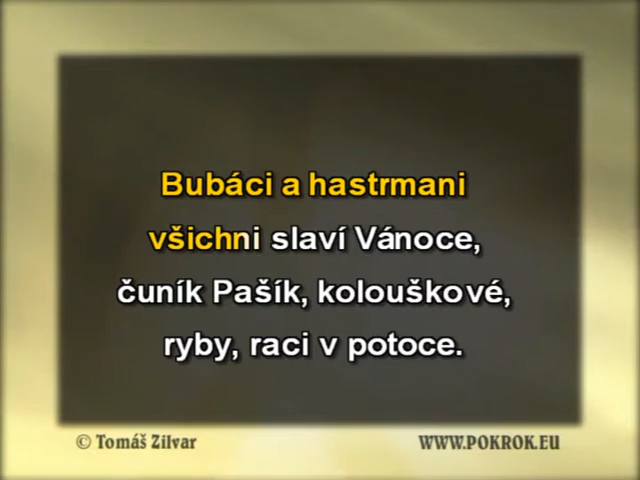 Bubáci a hastrmani
všichni slaví Vánoce,
čuník Pašík, kolouškové,
ryby, raci v potoce.
© Tomáš Zilvar
WWW.POKROK.EU